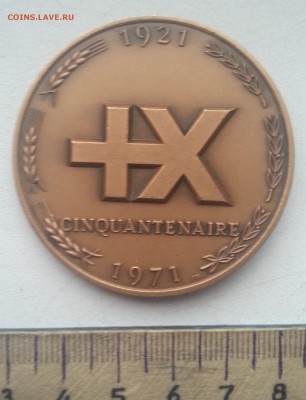 COINS.LAVE.RU
1921
+X
CINQUANTENAIRE
1971
3 4 5 6 7 8